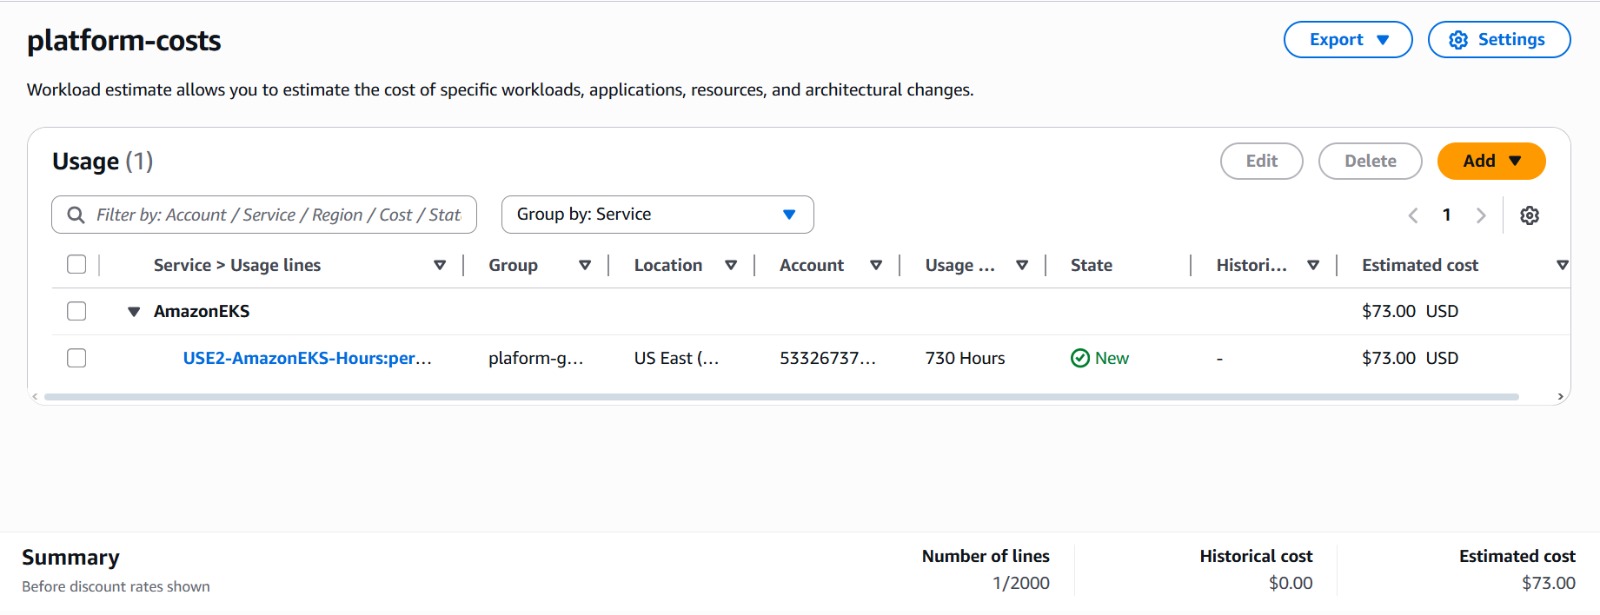 platform-costs
Export
Settings
Workload estimate allows you to estimate the cost of specific workloads, applications, resources, and architectural changes.
Usage (1)
Edit
Delete
Add
Filter by: Account / Service / Region / Cost / Stat
Group by: Service
1
Service > Usage lines Group Location Account Usage ... State Histori... Estimated cost
AmazonEKS $73.00 USD
USE2-AmazonEKS-Hours:per... plaform-g... US East (... 53326737... 730 Hours New - $73.00 USD
Summary
Before discount rates shown
Number of lines
1/2000
Historical cost
$0.00
Estimated cost
$73.00